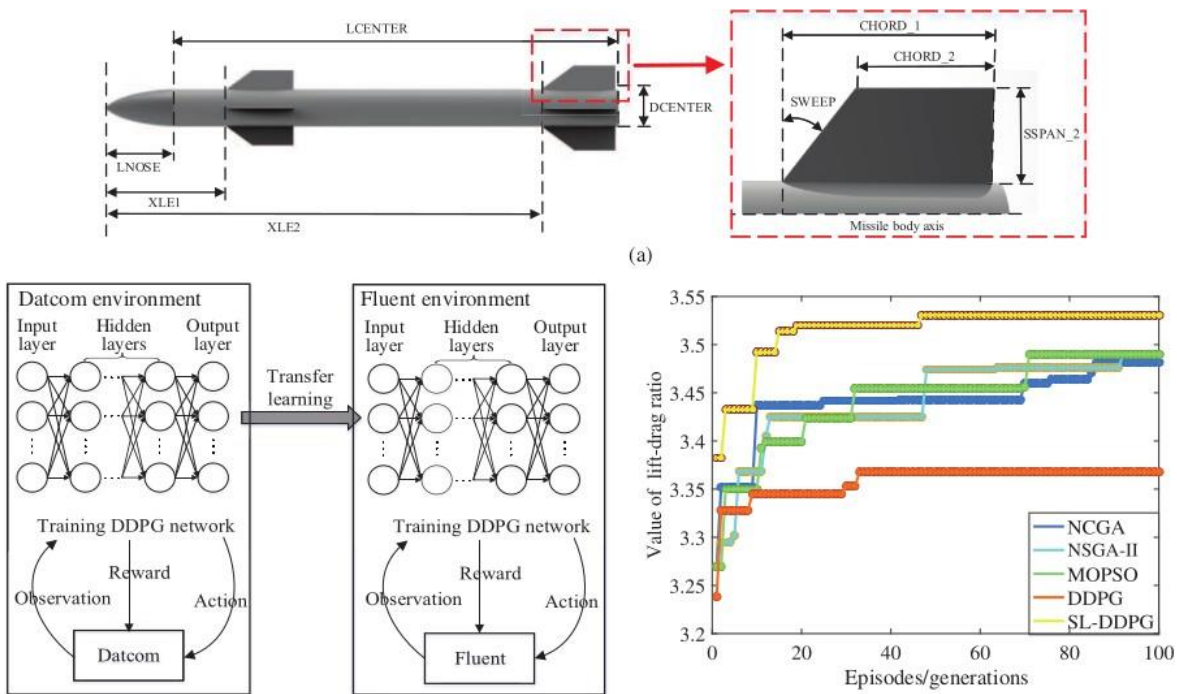 LCENTER
DCENTER
LNOSE
XLE1
XLE2
CHORD_1
CHORD_2
SWEEP
SSPAN_2
Missile body axis
(a)
Datcom environment
Input layer
Hidden layers
Output layer
Training DDPG network
Reward
Observation
Action
Datcom
Transfer learning
Fluent environment
Input layer
Hidden layers
Output layer
Training DDPG network
Reward
Observation
Action
Fluent
Value of lift-drag ratio
3.55
3.5
3.45
3.4
3.35
3.3
3.25
3.2
0 20 40 60 80 100
Episodes/generations
NCGA
NSGA-II
MOPSO
DDPG
SL-DDPG